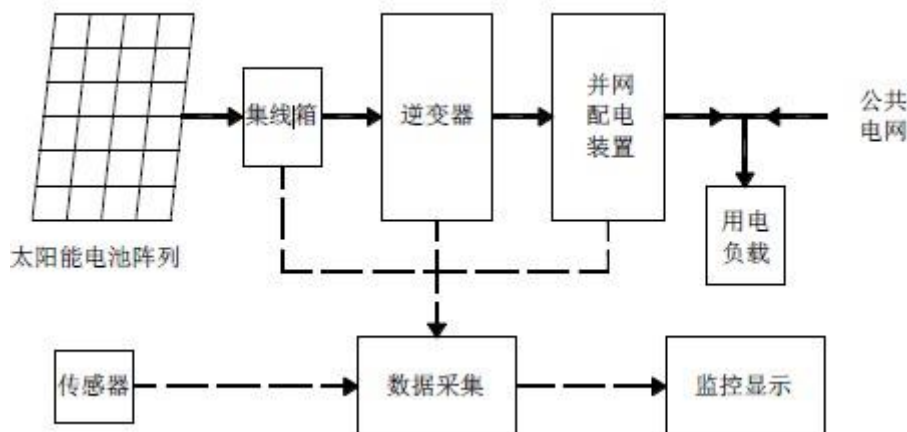 集线箱
逆变器
并网
配电
装置
公共
电网
用电
负载
太阳能电池阵列
传感器
数据采集
监控显示